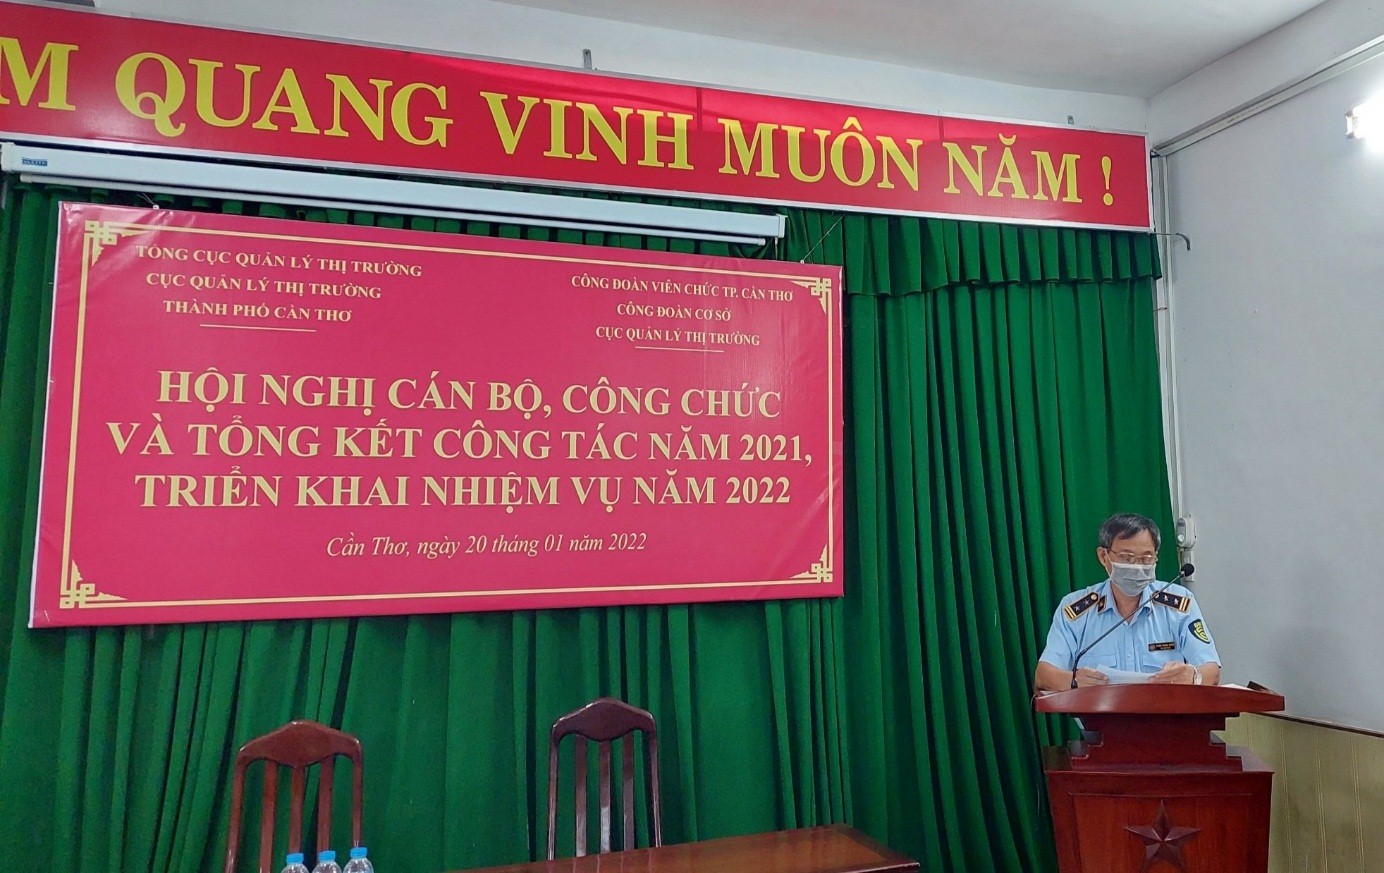 M QUANG VINH MUÔN NĂM !
TỔNG CỤC QUẢN LÝ THỊ TRƯỜNG
CỤC QUẢN LÝ THỊ TRƯỜNG
THÀNH PHỐ CẦN THƠ
CÔNG ĐOÀN VIÊN CHỨC TP. CẦN THƠ
CÔNG ĐOÀN CƠ SỞ
CỤC QUẢN LÝ THỊ TRƯỜNG
HỘI NGHỊ CÁN BỘ, CÔNG CHỨC
VÀ TỔNG KẾT CÔNG TÁC NĂM 2021,
TRIỂN KHAI NHIỆM VỤ NĂM 2022
Cần Thơ, ngày 20 tháng 01 năm 2022